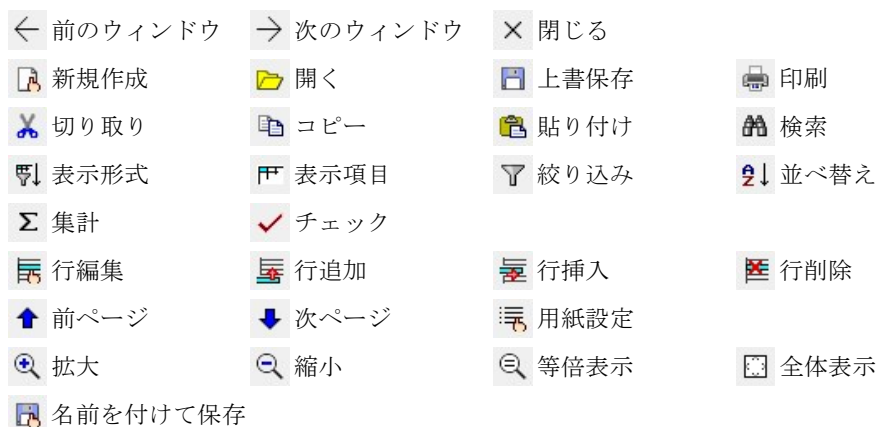 前のウィンドウ 次のウィンドウ 閉じる
新規作成 開く 上書保存 印刷
切り取り コピー 貼り付け 検索
表示形式 表示項目 絞り込み 並べ替え
集計 チェック
行編集 行追加 行挿入 行削除
前ページ 次ページ 用紙設定
拡大 縮小 等倍表示 全体表示
名前を付けて保存